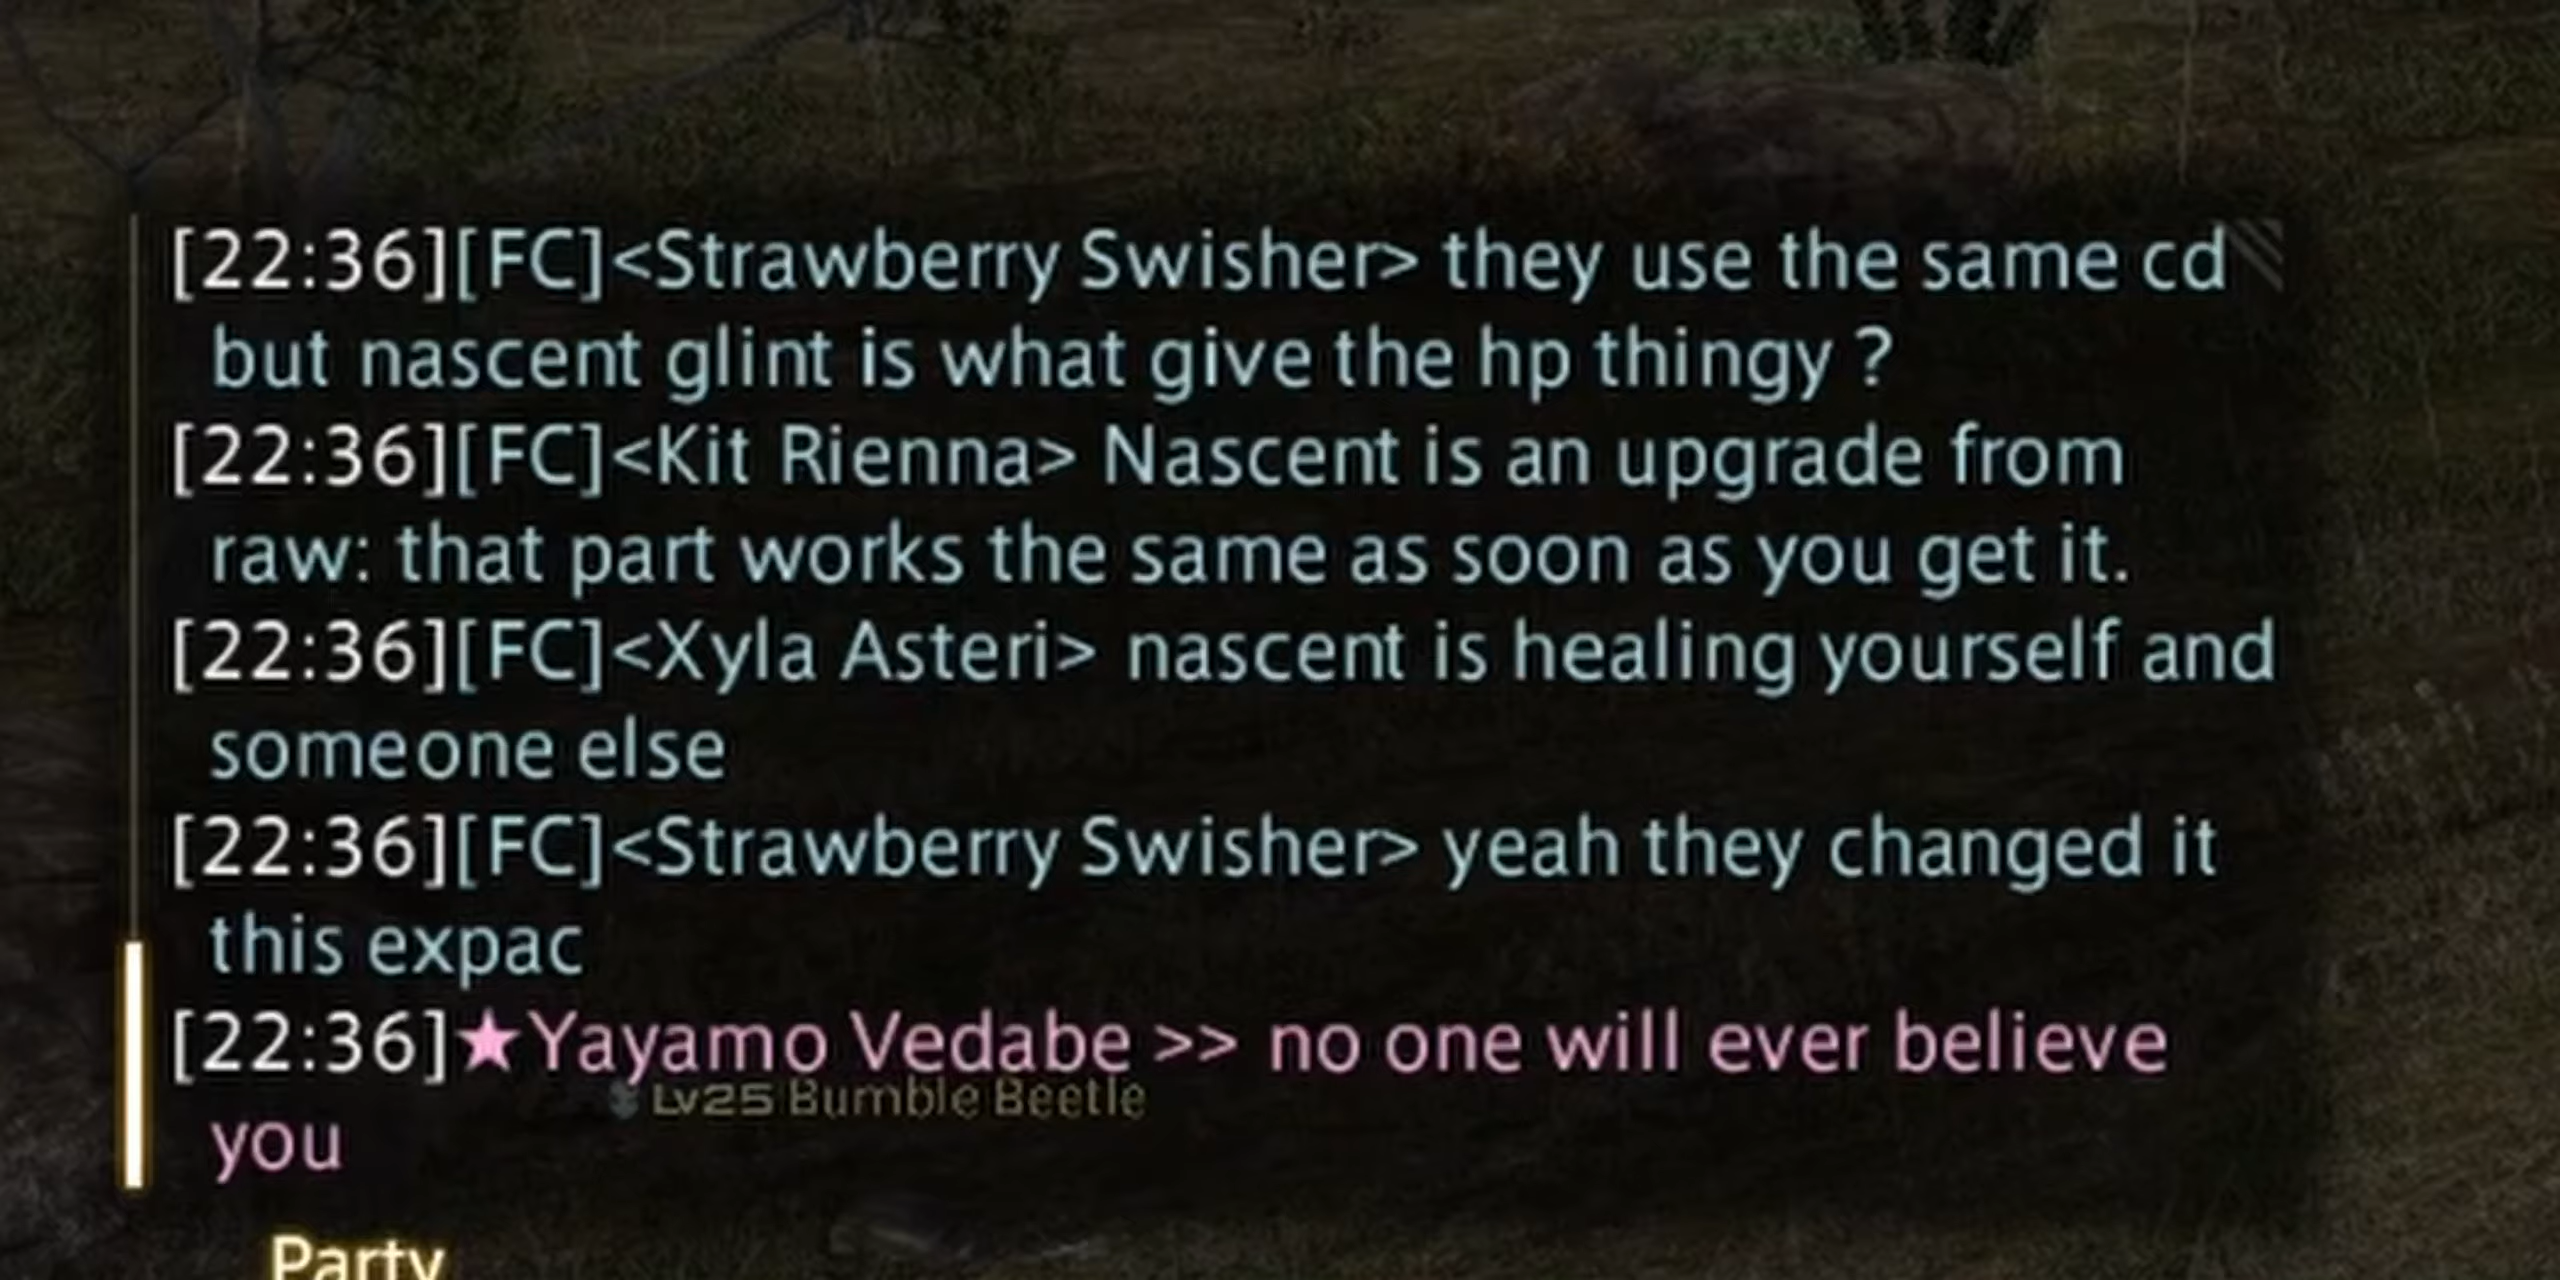 [22:36][FC]<Strawberry Swisher> they use the same cd
but nascent glint is what give the hp thingy ?
[22:36][FC]<Kit Rienna> Nascent is an upgrade from
raw: that part works the same as soon as you get it.
[22:36][FC]<Xyla Asteri> nascent is healing yourself and
someone else
[22:36][FC]<Strawberry Swisher> yeah they changed it
this expac
[22:36]★Yayamo Vedabe >> no one will ever believe
Lv25 Bumble Beetle
you
Party